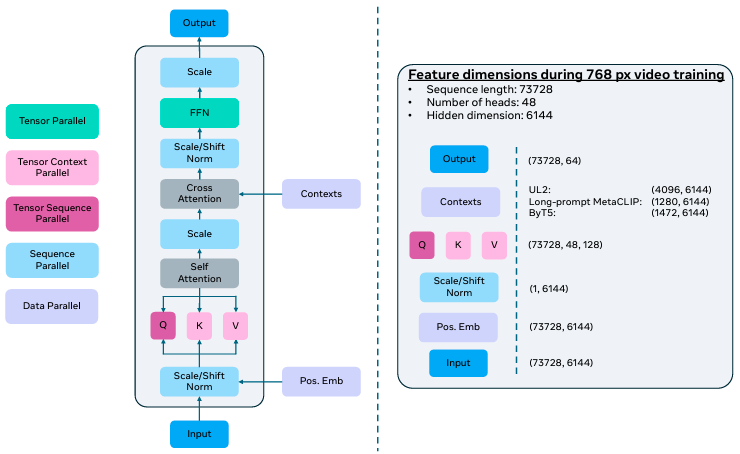 Tensor Parallel
Tensor Context
Parallel
Tensor Sequence
Parallel
Sequence
Parallel
Data Parallel
Output
Scale
FFN
Scale/Shift
Norm
Cross
Attention
Contexts
Scale
Self
Attention
Q
K
V
Scale/Shift
Norm
Pos. Emb
Input
Feature dimensions during 768 px video training
• Sequence length: 73728
• Number of heads: 48
• Hidden dimension: 6144
Output (73728, 64)
Contexts
UL2: (4096, 6144)
Long-prompt MetaCLIP: (1280, 6144)
ByT5: (1472, 6144)
Q K V (73728, 48, 128)
Scale/Shift
Norm
(1, 6144)
Pos. Emb (73728, 6144)
Input (73728, 6144)